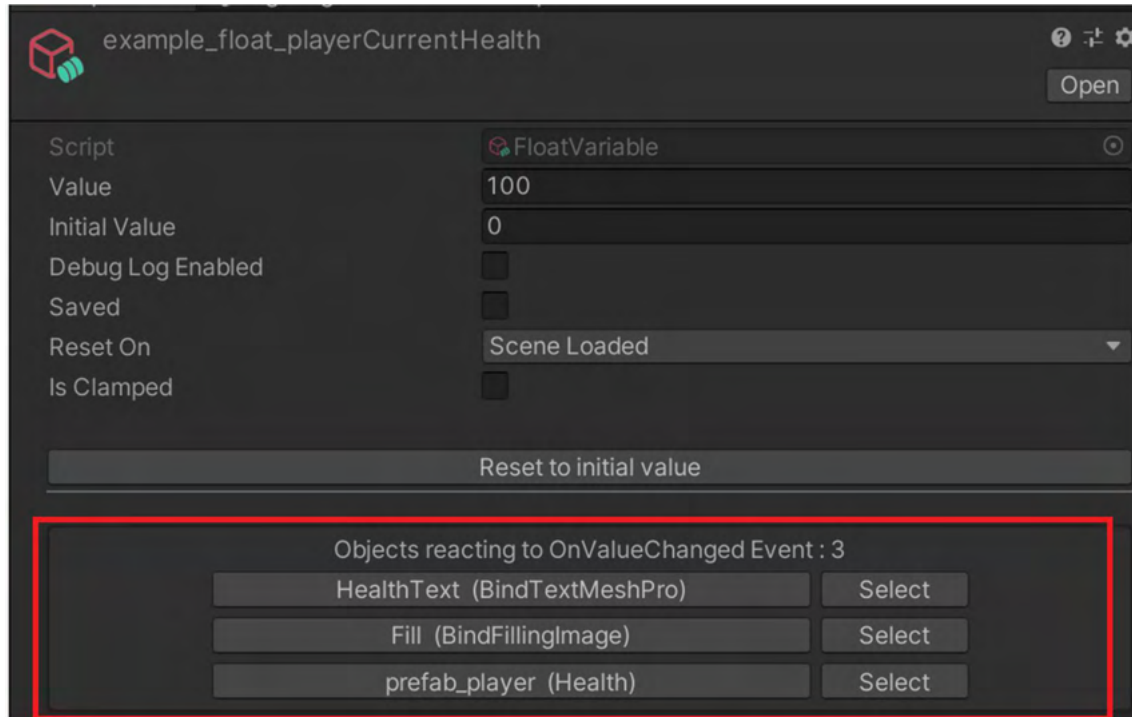 example_float_playerCurrentHealth
Open
Script FloatVariable
Value 100
Initial Value 0
Debug Log Enabled
Saved
Reset On Scene Loaded
Is Clamped
Reset to initial value
Objects reacting to OnValueChanged Event : 3
HealthText (BindTextMeshPro) Select
Fill (BindFillingImage) Select
prefab_player (Health) Select